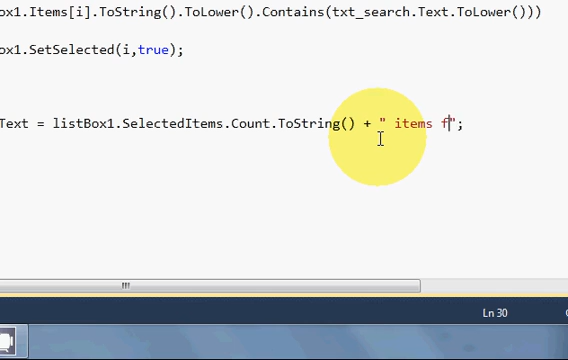 ox1.Items[i].ToString().ToLower().Contains(txt_search.Text.ToLower()))
ox1.SetSelected(i,true);
Text = listBox1.SelectedItems.Count.ToString() + " items f";
Ln 30